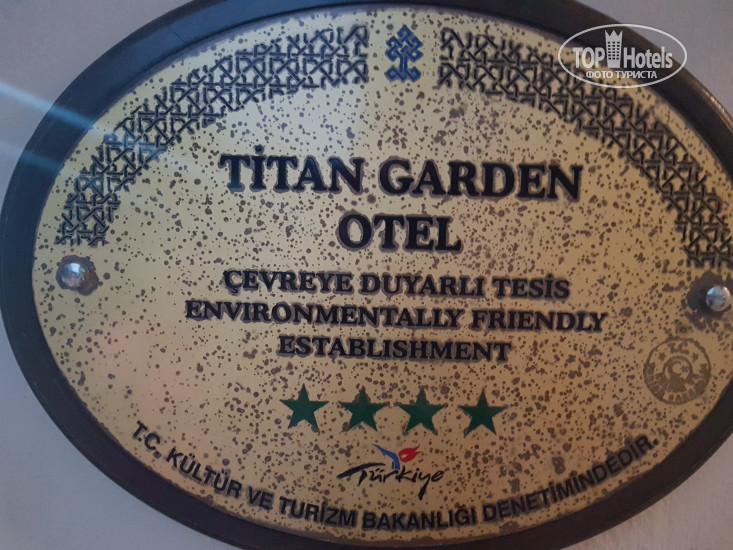 TOP Hotels
ФОТО ТУРИСТА
TİTAN GARDEN
OTEL
ÇEVREYE DUYARLI TESİS
ENVIRONMENTALLY FRIENDLY
ESTABLISHMENT
Türkiye
T.C. KÜLTÜR VE TURİZM BAKANLIĞI DENETİMİNDEDİR.